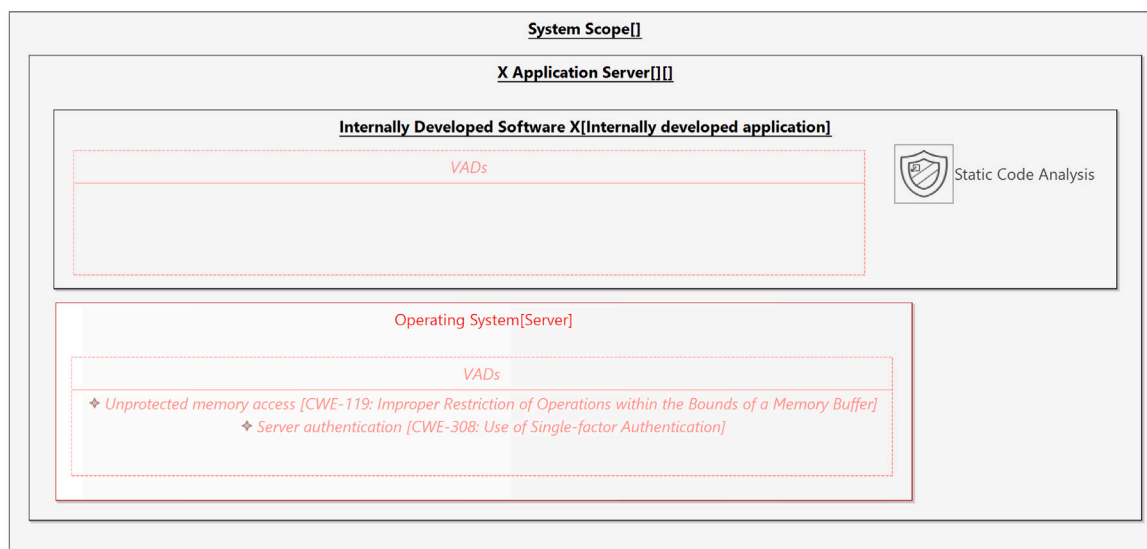 System Scope[]
X Application Server[][]
Internally Developed Software X[Internally developed application]
VADs
Static Code Analysis
Operating System[Server]
VADs
❖ Unprotected memory access [CWE-119: Improper Restriction of Operations within the Bounds of a Memory Buffer]
❖ Server authentication [CWE-308: Use of Single-factor Authentication]